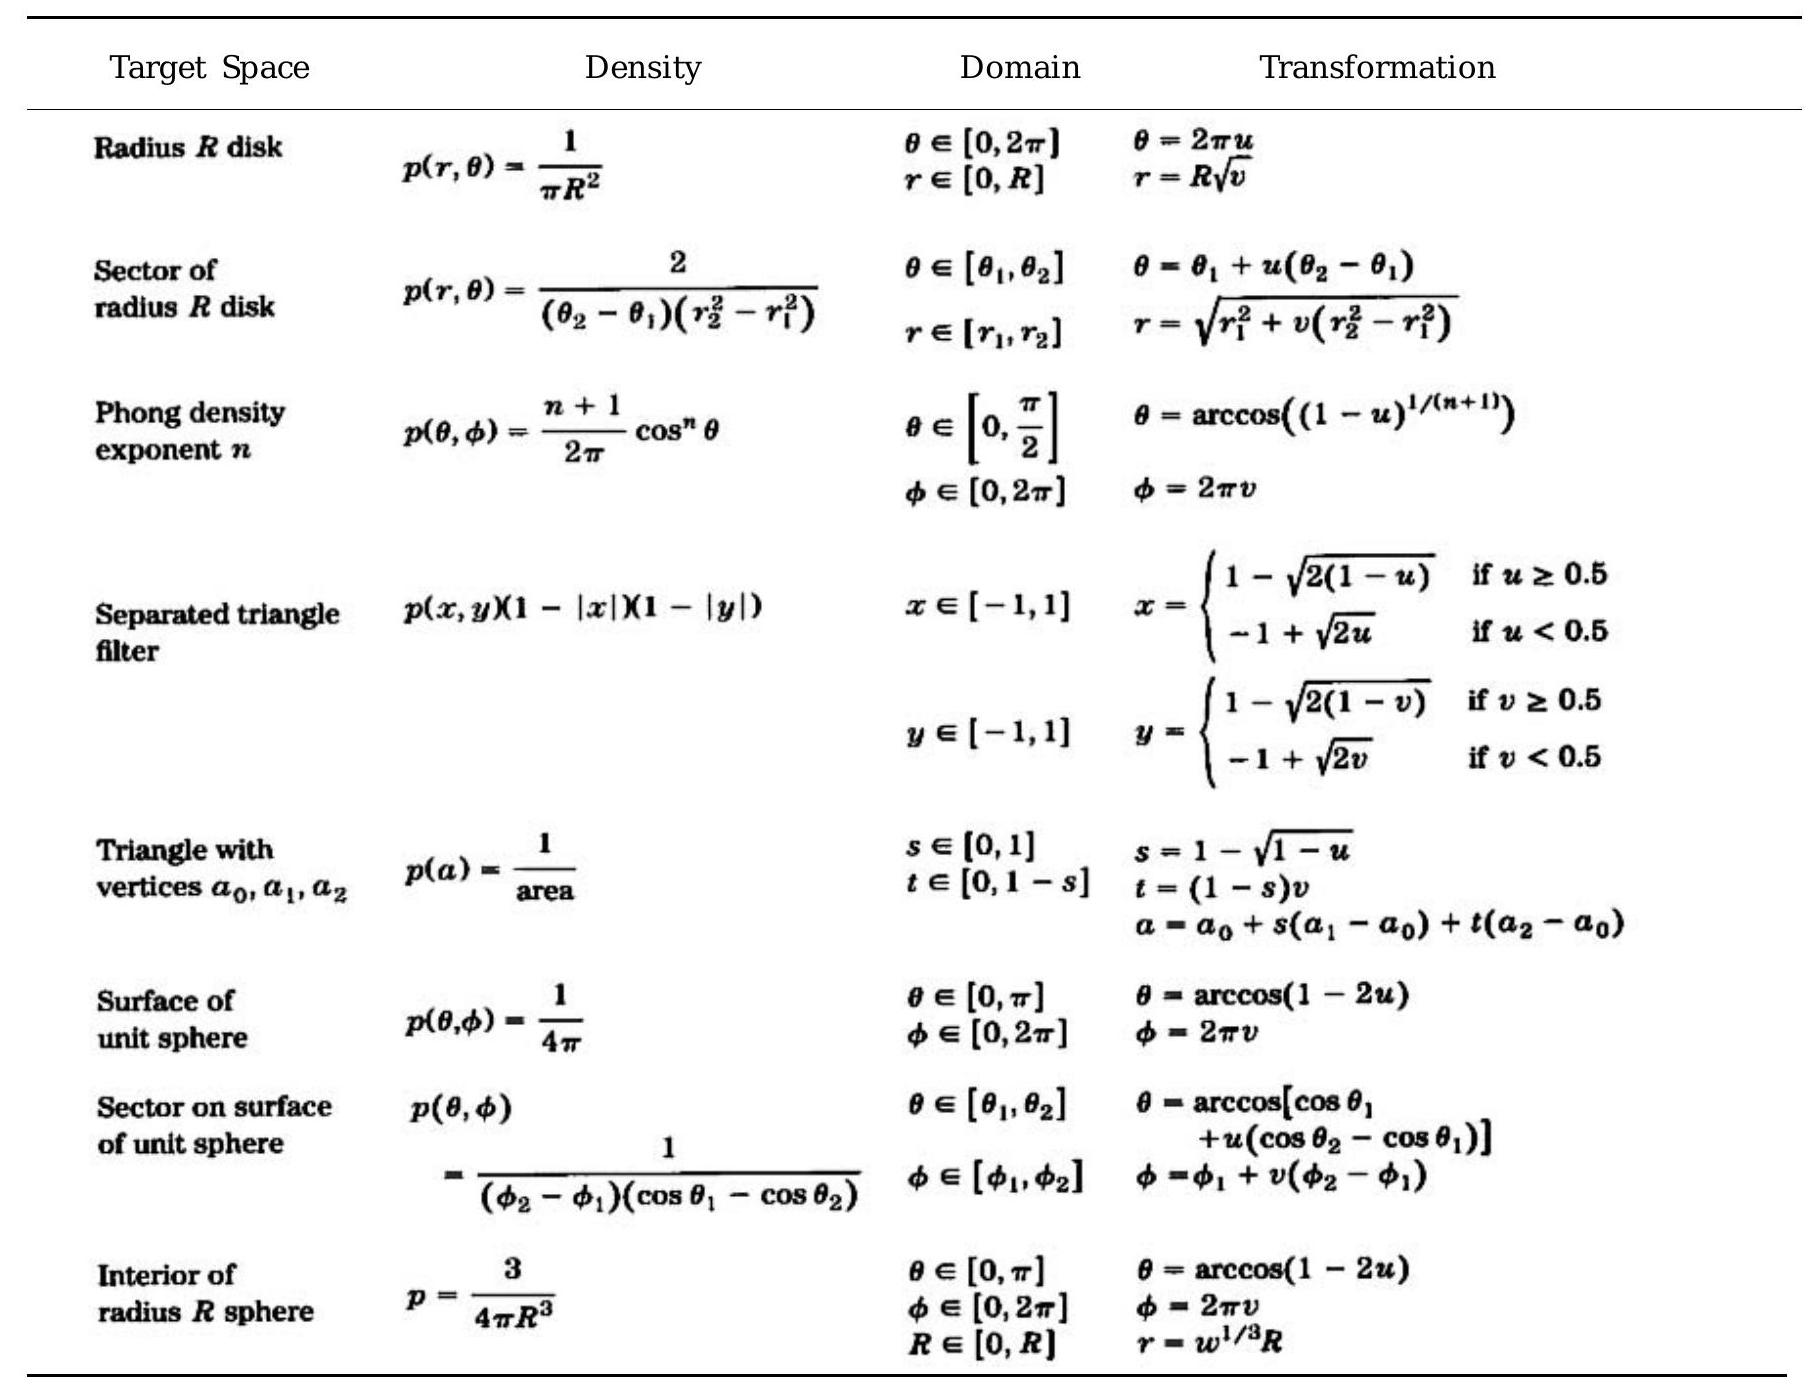 Target Space Density Domain Transformation
Radius R disk p(r, θ) = 1/(πR²) θ ∈ [0, 2π] θ = 2πu
r ∈ [0, R] r = R√v
Sector of radius R disk p(r, θ) = 2/((θ₂ − θ₁)(r₂² − r₁²)) θ ∈ [θ₁, θ₂] θ = θ₁ + u(θ₂ − θ₁)
r ∈ [r₁, r₂] r = √(r₁² + v(r₂² − r₁²))
Phong density exponent n p(θ, ϕ) = (n + 1)/(2π) cosⁿ θ θ ∈ [0, π/2] θ = arccos((1 − u)^1/(n+1))
ϕ ∈ [0, 2π] ϕ = 2πv
Separated triangle filter p(x, y)(1 − |x|)(1 − |y|) x ∈ [−1, 1] x = { 1 − √(2(1 − u)) if u ≥ 0.5
−1 + √(2u) if u < 0.5
y ∈ [−1, 1] y = { 1 − √(2(1 − v)) if v ≥ 0.5
−1 + √(2v) if v < 0.5
Triangle with vertices a₀, a₁, a₂ p(a) = 1/area s ∈ [0, 1] s = 1 − √(1 − u)
t ∈ [0, 1 − s] t = (1 − s)v
a = a₀ + s(a₁ − a₀) + t(a₂ − a₀)
Surface of unit sphere p(θ,ϕ) = 1/(4π) θ ∈ [0, π] θ = arccos(1 − 2u)
ϕ ∈ [0, 2π] ϕ = 2πv
Sector on surface of unit sphere p(θ, ϕ) = 1/((ϕ₂ − ϕ₁)(cos θ₁ − cos θ₂)) θ ∈ [θ₁, θ₂] θ = arccos[cos θ₁
+u(cos θ₂ − cos θ₁)]
ϕ ∈ [ϕ₁, ϕ₂] ϕ =ϕ₁ + v(ϕ₂ − ϕ₁)
Interior of radius R sphere p = 3/(4πR³) θ ∈ [0, π] θ = arccos(1 − 2u)
ϕ ∈ [0, 2π] ϕ = 2πv
R ∈ [0, R] r = w^1/3 R